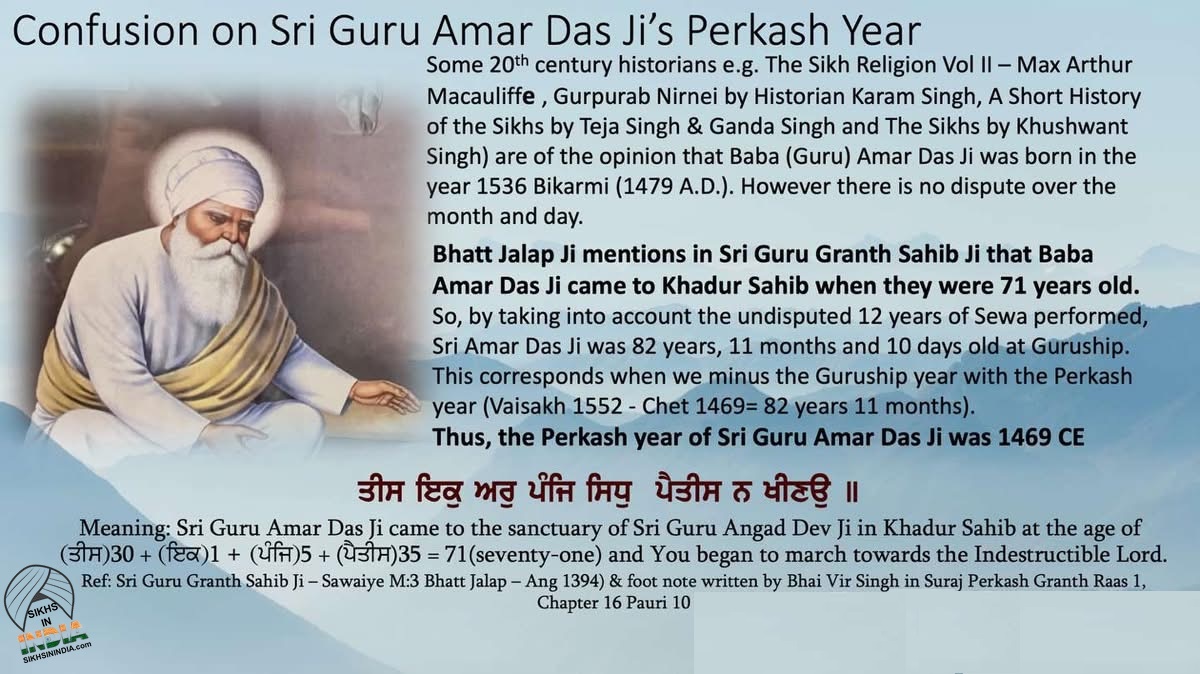 Confusion on Sri Guru Amar Das Ji's Perkash Year
Some 20th century historians e.g. The Sikh Religion Vol II – Max Arthur
Macauliffe , Gurpurab Nirnei by Historian Karam Singh, A Short History
of the Sikhs by Teja Singh & Ganda Singh and The Sikhs by Khushwant
Singh) are of the opinion that Baba (Guru) Amar Das Ji was born in the
year 1536 Bikarmi (1479 A.D.). However there is no dispute over the
month and day.
Bhatt Jalap Ji mentions in Sri Guru Granth Sahib Ji that Baba
Amar Das Ji came to Khadur Sahib when they were 71 years old.
So, by taking into account the undisputed 12 years of Sewa performed,
Sri Amar Das Ji was 82 years, 11 months and 10 days old at Guruship.
This corresponds when we minus the Guruship year with the Perkash
year (Vaisakh 1552 - Chet 1469= 82 years 11 months).
Thus, the Perkash year of Sri Guru Amar Das Ji was 1469 CE
ਤੀਸ ਇਕੁ ਅਰੁ ਪੰਜਿ ਸਿਧੁ ਪੈਤੀਸ ਨ ਖੀਣਉ ॥
Meaning: Sri Guru Amar Das Ji came to the sanctuary of Sri Guru Angad Dev Ji in Khadur Sahib at the age of
(ਤੀਸ)30 + (ਇਕ)1 + (ਪੰਜਿ)5 + (ਪੈਤੀਸ)35 = 71(seventy-one) and You began to march towards the Indestructible Lord.
Ref: Sri Guru Granth Sahib Ji – Sawaiye M:3 Bhatt Jalap – Ang 1394) & foot note written by Bhai Vir Singh in Suraj Perkash Granth Raas 1,
Chapter 16 Pauri 10
SIKHS
IN
INDIA
SIKHSININDIA.com